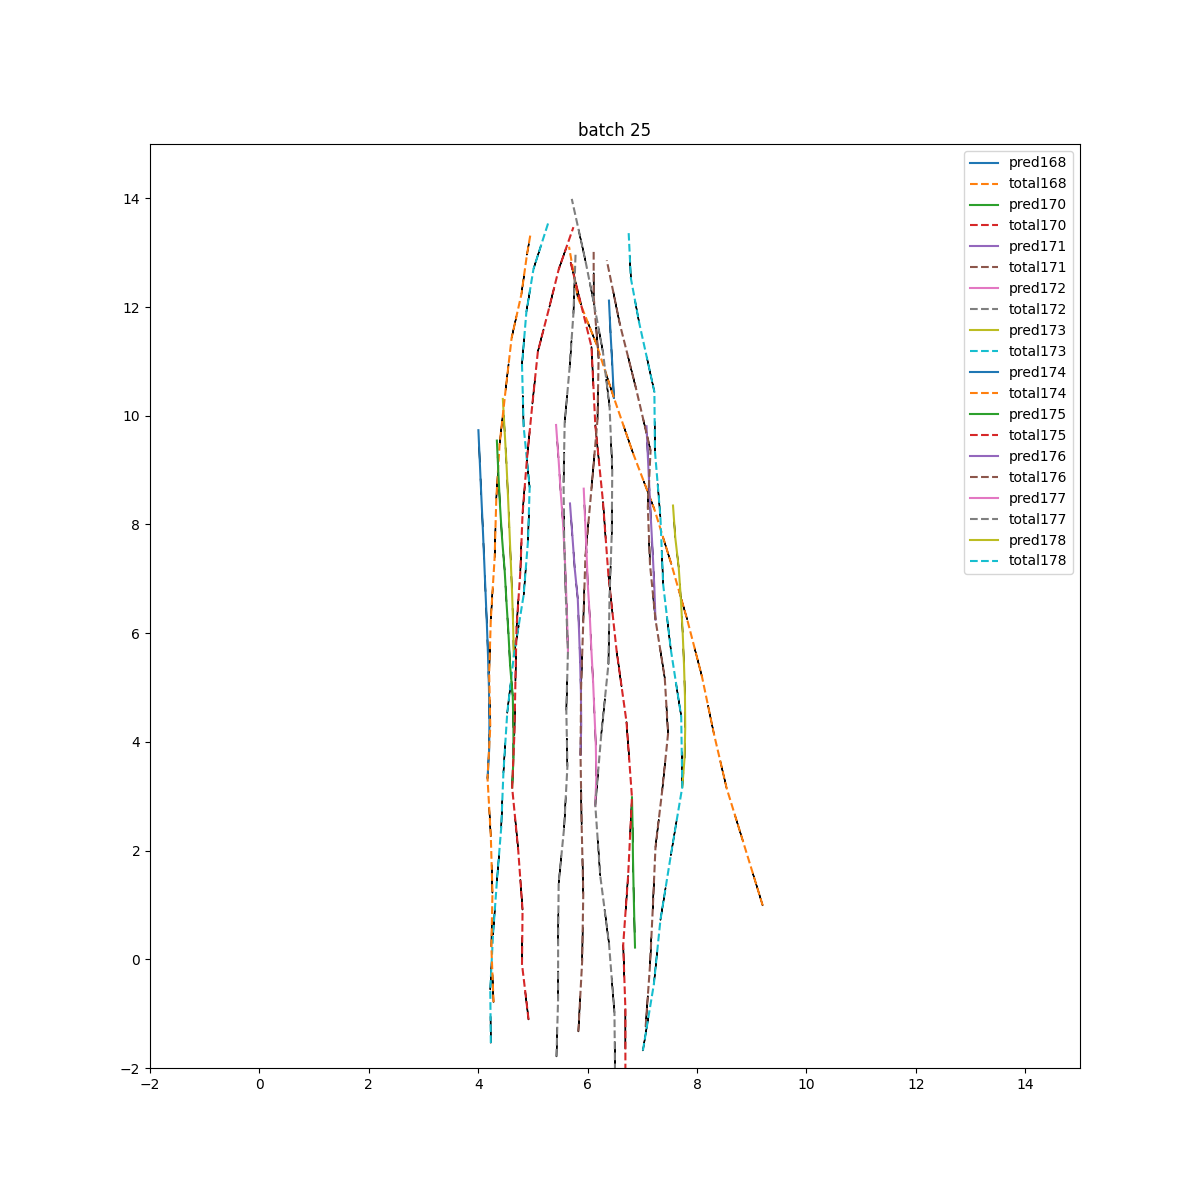 batch 25
14
12
10
8
6
4
2
0
−2
−2 0 2 4 6 8 10 12 14
pred168
total168
pred170
total170
pred171
total171
pred172
total172
pred173
total173
pred174
total174
pred175
total175
pred176
total176
pred177
total177
pred178
total178